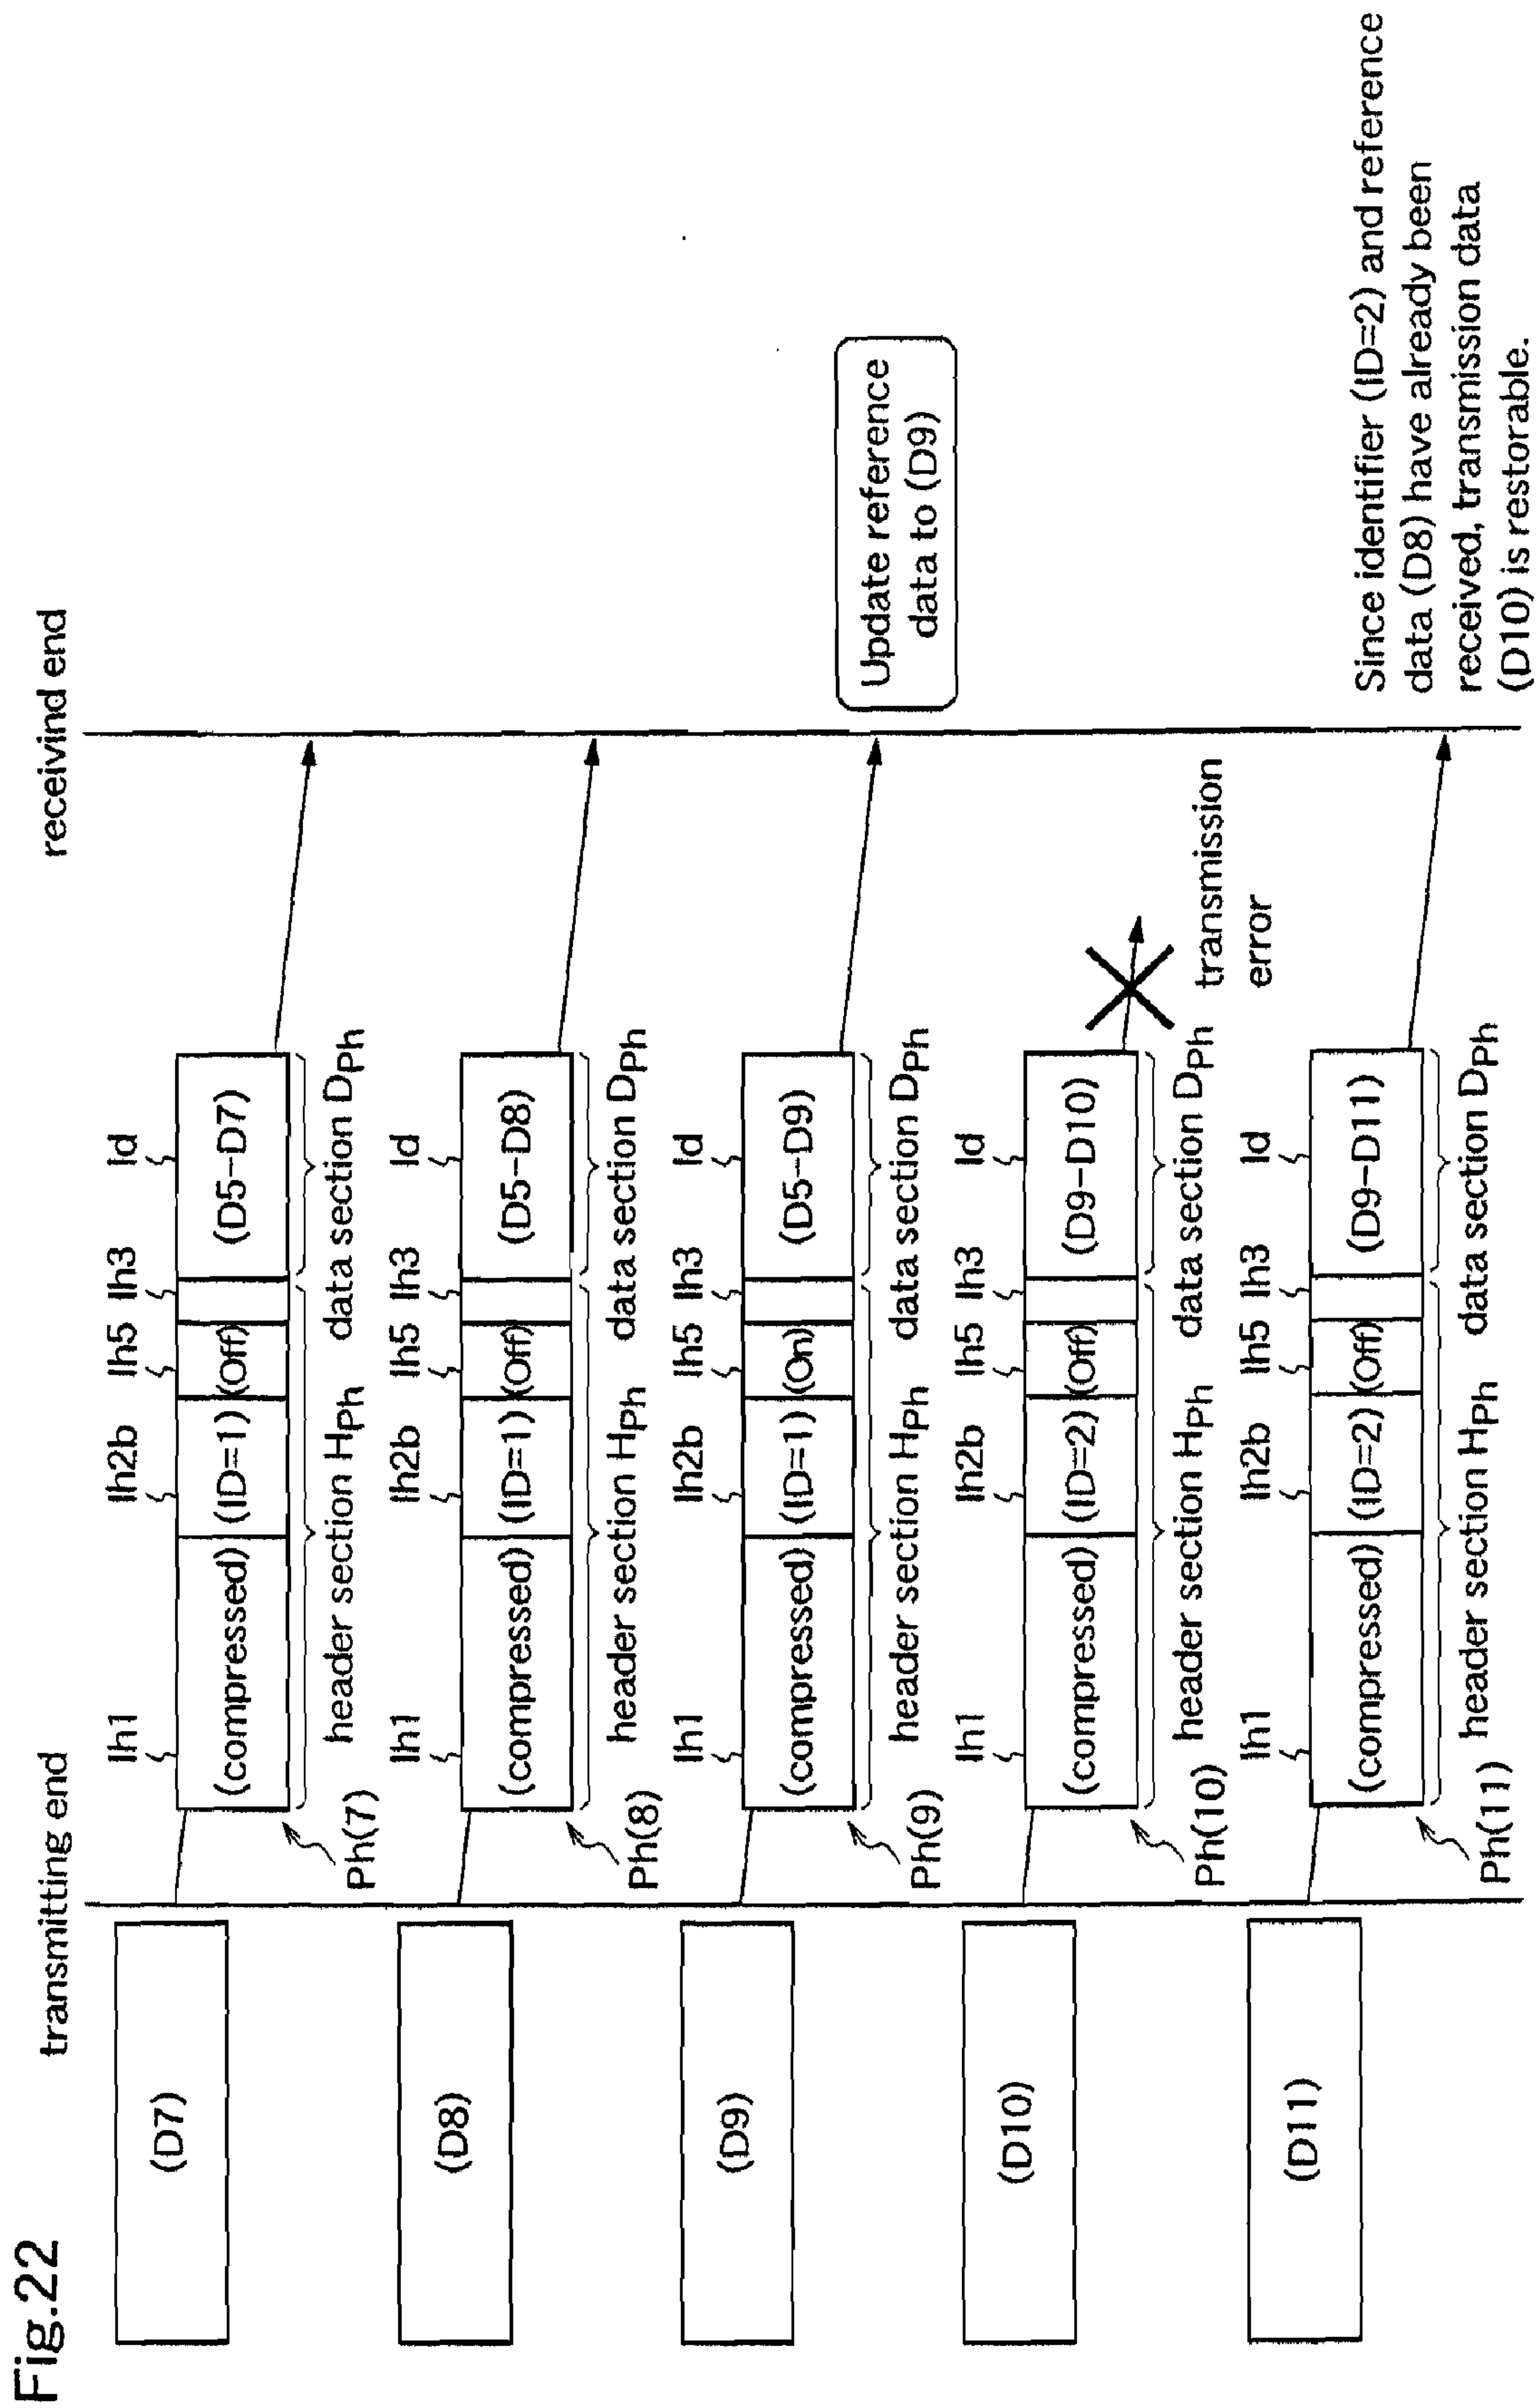 Fig.22
transmitting end
receivind end
(D7)
Ih1
Ih2b
Ih5
Ih3
Id
(compressed)
(ID=1)
(Off)
(D5-D7)
Ph(7)
header section HPh
data section DPh
(D8)
Ih1
Ih2b
Ih5
Ih3
Id
(compressed)
(ID=1)
(Off)
(D5-D8)
Ph(8)
header section HPh
data section DPh
(D9)
Ih1
Ih2b
Ih5
Ih3
Id
(compressed)
(ID=1)
(On)
(D5-D9)
Ph(9)
header section HPh
data section DPh
Update reference
data to (D9)
(D10)
Ih1
Ih2b
Ih5
Ih3
Id
(compressed)
(ID=2)
(Off)
(D9-D10)
Ph(10)
header section HPh
data section DPh
transmission
error
(D11)
Ih1
Ih2b
Ih5
Ih3
Id
(compressed)
(ID=2)
(Off)
(D9-D11)
Ph(11)
header section HPh
data section DPh
Since identifier (ID=2) and reference
data (D8) have already been
received, transmission data
(D10) is restorable.